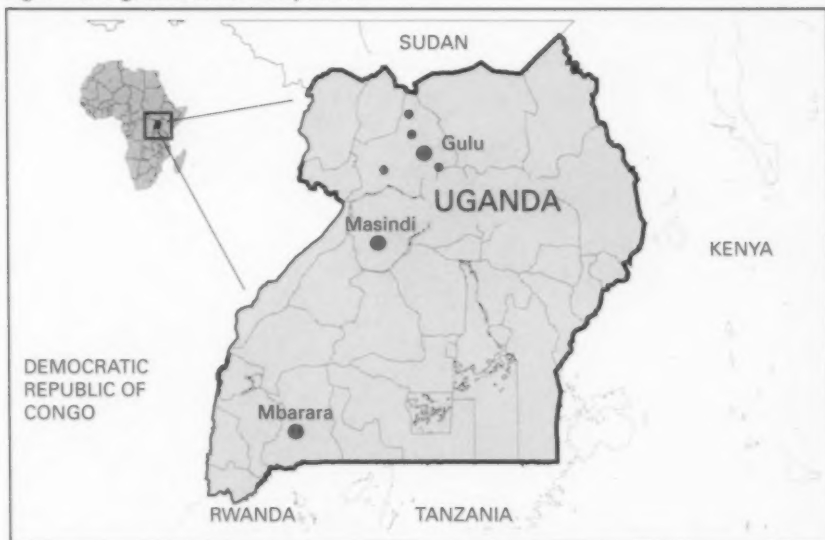 SUDAN
Gulu
UGANDA
Masindi
KENYA
DEMOCRATIC
REPUBLIC OF
CONGO
Mbarara
RWANDA
TANZANIA